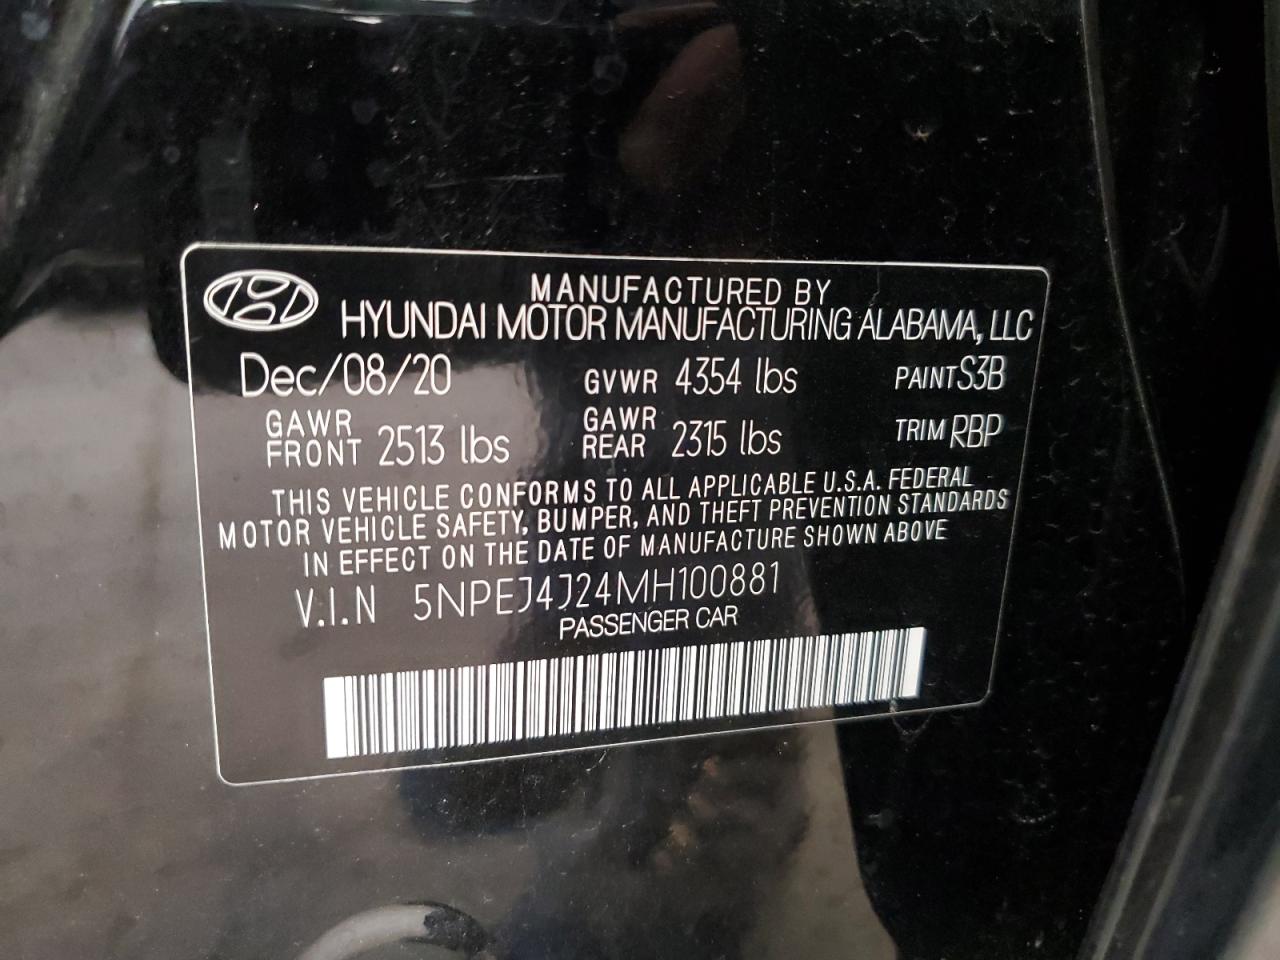 MANUFACTURED BY
HYUNDAI MOTOR MANUFACTURING ALABAMA, LLC
Dec/08/20 GVWR 4354 lbs PAINT S3B
GAWR FRONT 2513 lbs GAWR REAR 2315 lbs TRIM RBP
THIS VEHICLE CONFORMS TO ALL APPLICABLE U.S.A. FEDERAL
MOTOR VEHICLE SAFETY, BUMPER, AND THEFT PREVENTION STANDARDS
IN EFFECT ON THE DATE OF MANUFACTURE SHOWN ABOVE
V.I.N 5NPEJ4J24MH100881
PASSENGER CAR